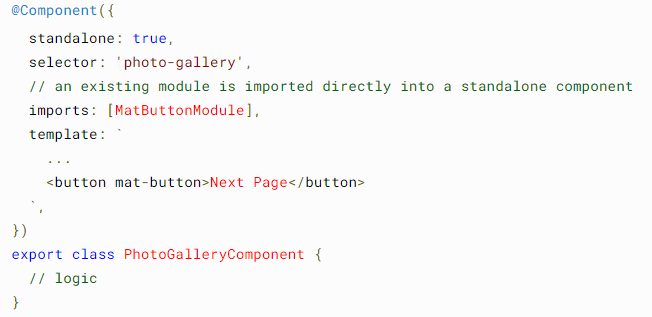 @Component({
  standalone: true,
  selector: 'photo-gallery',
  // an existing module is imported directly into a standalone component
  imports: [MatButtonModule],
  template: `
    ...
    <button mat-button>Next Page</button>
  `,
})
export class PhotoGalleryComponent {
  // logic
}